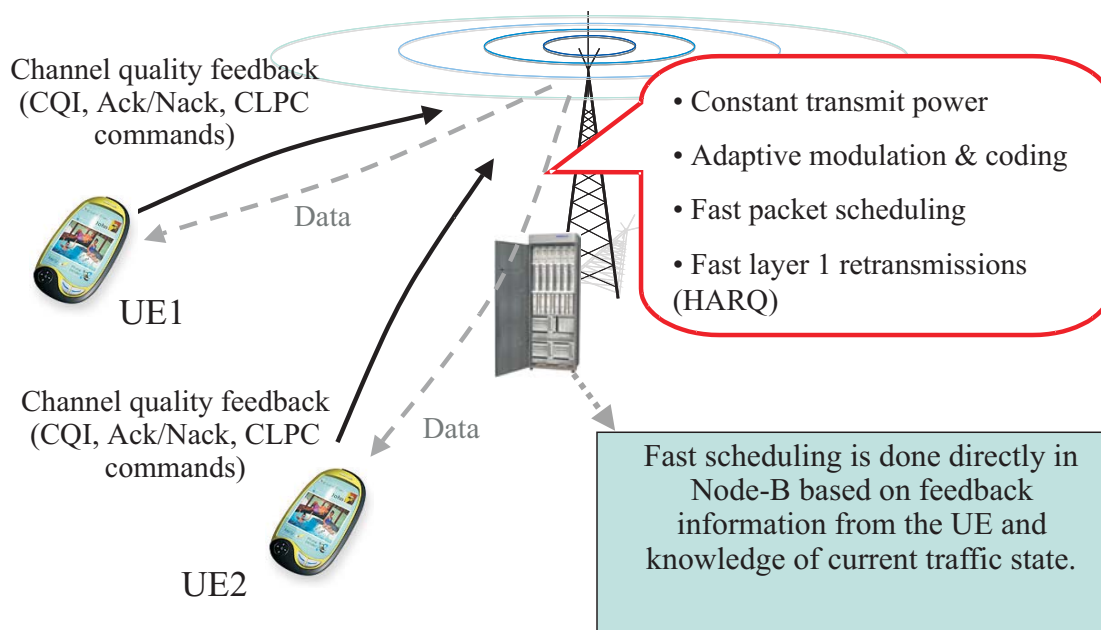 Channel quality feedback
(CQI, Ack/Nack, CLPC
commands)
Data
UE1
• Constant transmit power
• Adaptive modulation & coding
• Fast packet scheduling
• Fast layer 1 retransmissions
(HARQ)
Channel quality feedback
(CQI, Ack/Nack, CLPC
commands)
Data
UE2
Fast scheduling is done directly in
Node-B based on feedback
information from the UE and
knowledge of current traffic state.